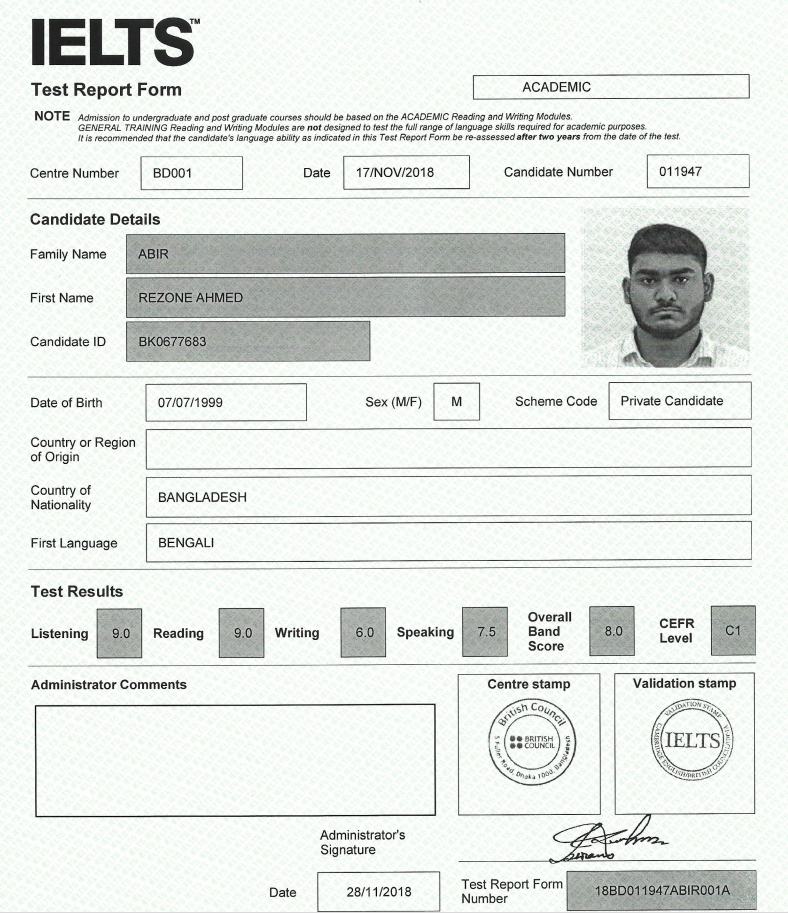 IELTS™
Test Report Form
ACADEMIC
NOTE Admission to undergraduate and post graduate courses should be based on the ACADEMIC Reading and Writing Modules.
GENERAL TRAINING Reading and Writing Modules are not designed to test the full range of language skills required for academic purposes.
It is recommended that the candidate's language ability as indicated in this Test Report Form be re-assessed after two years from the date of the test.
Centre Number BD001 Date 17/NOV/2018 Candidate Number 011947
Candidate Details
Family Name ABIR
First Name REZONE AHMED
Candidate ID BK0677683
Date of Birth 07/07/1999 Sex (M/F) M Scheme Code Private Candidate
Country or Region
of Origin
Country of
Nationality
BANGLADESH
First Language BENGALI
Test Results
Listening 9.0 Reading 9.0 Writing 6.0 Speaking 7.5 Overall Band Score 8.0 CEFR Level C1
Administrator Comments
Centre stamp
British Council
BRITISH
COUNCIL
5 Fuller Road, Dhaka 1000, Bangladesh
Validation stamp
VALIDATION STAMP
IELTS
Administrator's
Signature
Date 28/11/2018
Test Report Form
Number
18BD011947ABIR001A